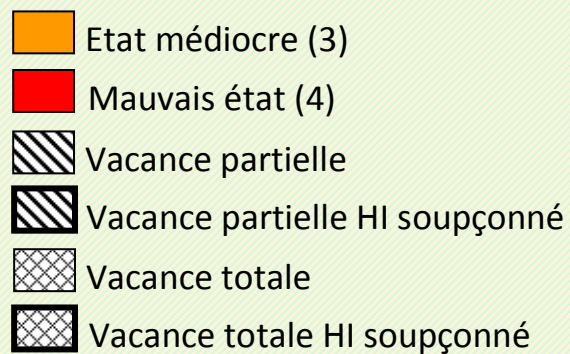 Etat médiocre (3)
Mauvais état (4)
Vacance partielle
Vacance partielle HI soupçonné
Vacance totale
Vacance totale HI soupçonné